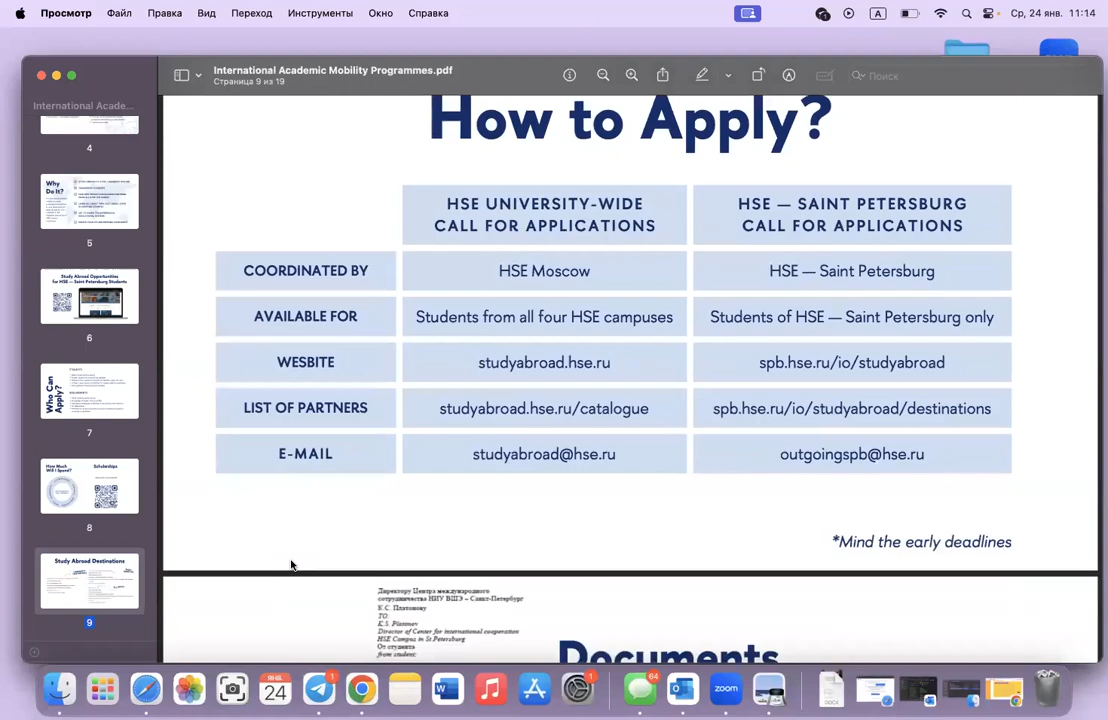 Просмотр Файл Правка Вид Переход Инструменты Окно Справка
A Ср, 24 янв. 11:14
International Academic Mobility Programmes.pdf
Страница 9 из 19
Поиск
International Acade...
4
Why
Do It?
5
Study Abroad Opportunities
for HSE — Saint Petersburg Students
6
Who Can
Apply?
7
How Much
Will I Spend?
Scholarships
8
Study Abroad Destinations
9
How to Apply?
HSE UNIVERSITY-WIDE
CALL FOR APPLICATIONS
HSE — SAINT PETERSBURG
CALL FOR APPLICATIONS
COORDINATED BY HSE Moscow HSE — Saint Petersburg
AVAILABLE FOR Students from all four HSE campuses Students of HSE — Saint Petersburg only
WESBITE studyabroad.hse.ru spb.hse.ru/io/studyabroad
LIST OF PARTNERS studyabroad.hse.ru/catalogue spb.hse.ru/io/studyabroad/destinations
E-MAIL studyabroad@hse.ru outgoingspb@hse.ru
*Mind the early deadlines
Директору Центра международного
сотрудничества НИУ ВШЭ – Санкт-Петербург
К.С. Платонову
TO:
K.S. Platonov
Director of Center for international cooperation
HSE Campus in St Petersburg
От студента
from student:
Documents
ЯНВ.
24
1
1
64
zoom
DOCX